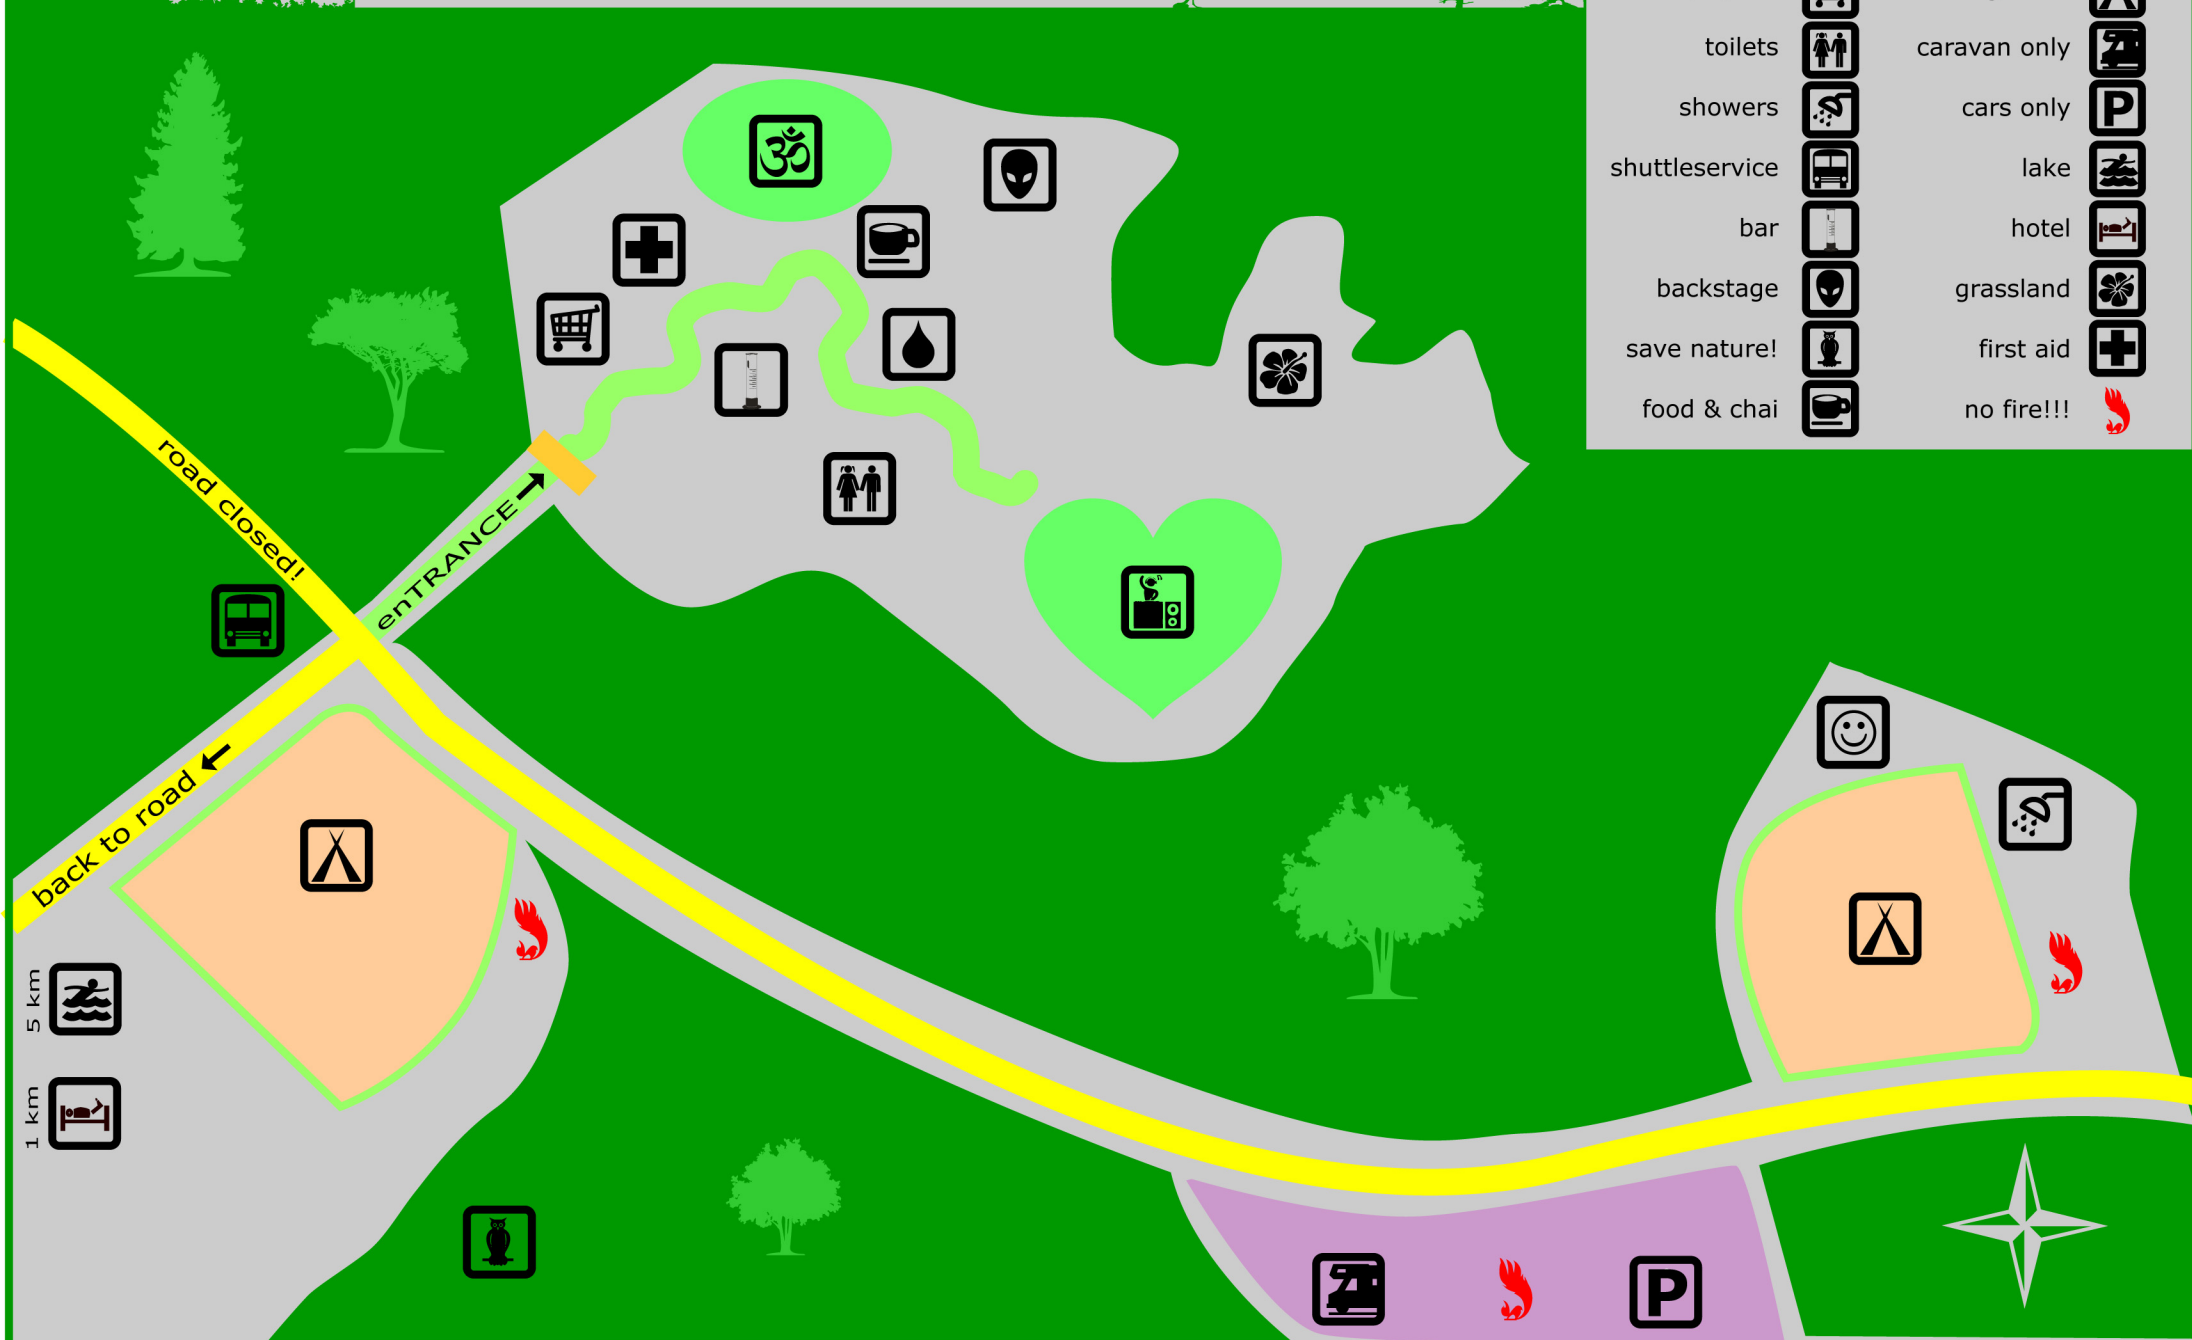 toilets
caravan only
showers
cars only
P
shuttleservice
lake
bar
hotel
backstage
grassland
save nature!
first aid
food & chai
no fire!!!
ॐ
road closed!
enTRANCE
back to road
5 km
1 km
P